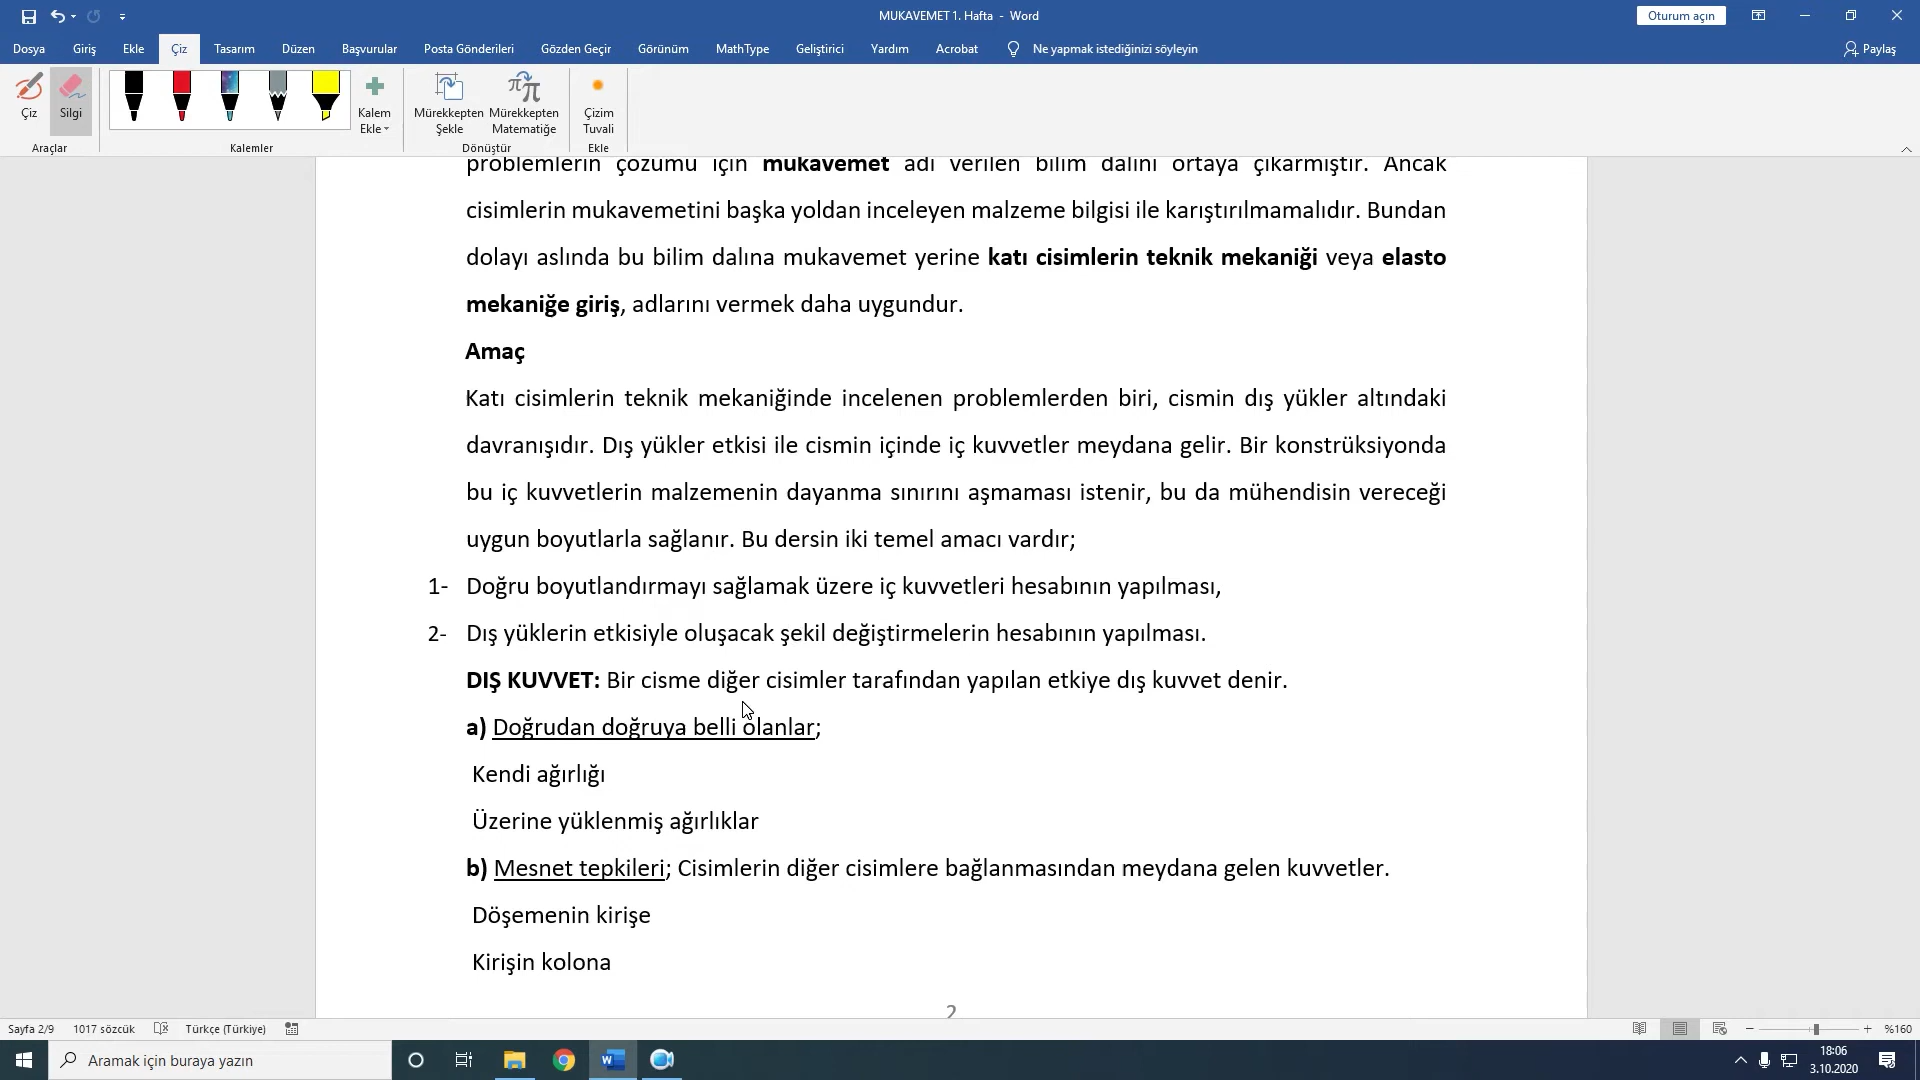 MUKAVEMET 1. Hafta - Word
Oturum açın
Dosya Giriş Ekle Çiz Tasarım Düzen Başvurular Posta Gönderileri Gözden Geçir Görünüm MathType Geliştirici Yardım Acrobat Ne yapmak istediğinizi söyleyin Paylaş
Çiz Silgi
Kalem Ekle
Mürekkepten Şekle
Mürekkepten Matematiğe
Çizim Tuvali
Araçlar Kalemler Dönüştür Ekle
problemlerin çözümü için mukavemet adı verilen bilim dalını ortaya çıkarmıştır. Ancak
cisimlerin mukavemetini başka yoldan inceleyen malzeme bilgisi ile karıştırılmamalıdır. Bundan
dolayı aslında bu bilim dalına mukavemet yerine katı cisimlerin teknik mekaniği veya elasto
mekaniğe giriş, adlarını vermek daha uygundur.
Amaç
Katı cisimlerin teknik mekaniğinde incelenen problemlerden biri, cismin dış yükler altındaki
davranışıdır. Dış yükler etkisi ile cismin içinde iç kuvvetler meydana gelir. Bir konstrüksiyonda
bu iç kuvvetlerin malzemenin dayanma sınırını aşmaması istenir, bu da mühendisin vereceği
uygun boyutlarla sağlanır. Bu dersin iki temel amacı vardır;
1- Doğru boyutlandırmayı sağlamak üzere iç kuvvetleri hesabının yapılması,
2- Dış yüklerin etkisiyle oluşacak şekil değiştirmelerin hesabının yapılması.
DIŞ KUVVET: Bir cisme diğer cisimler tarafından yapılan etkiye dış kuvvet denir.
a) Doğrudan doğruya belli olanlar;
Kendi ağırlığı
Üzerine yüklenmiş ağırlıklar
b) Mesnet tepkileri; Cisimlerin diğer cisimlere bağlanmasından meydana gelen kuvvetler.
Döşemenin kirişe
Kirişin kolona
2
Sayfa 2/9 1017 sözcük Türkçe (Türkiye) %160
Aramak için buraya yazın
18:06
3.10.2020